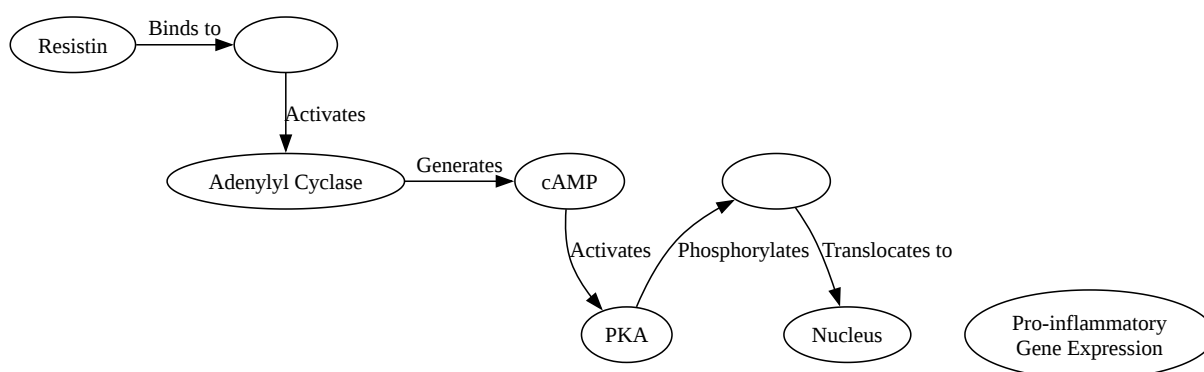 Resistin
Binds to
Activates
Adenylyl Cyclase
Generates
cAMP
Activates
Phosphorylates
Translocates to
PKA
Nucleus
Pro-inflammatory
Gene Expression